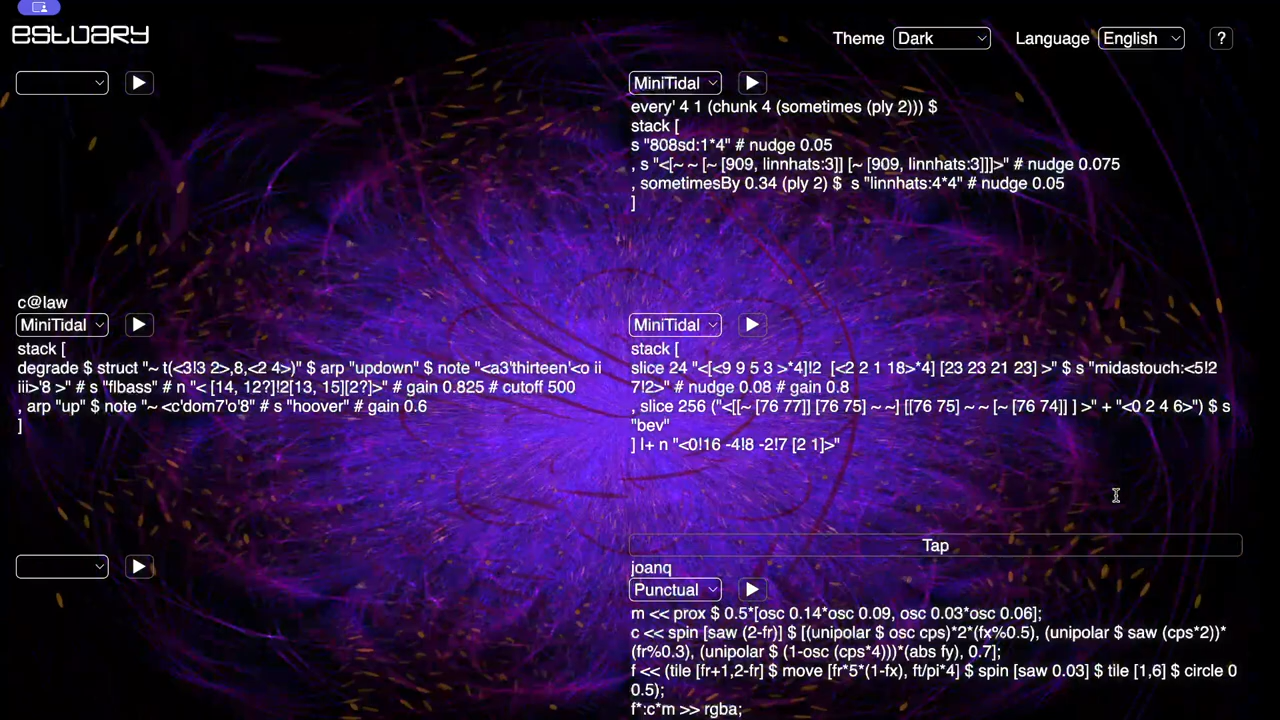 estuary
Theme Dark Language English ?
MiniTidal
every' 4 1 (chunk 4 (sometimes (ply 2))) $
stack [
s "808sd:1*4" # nudge 0.05
, s "<[~ ~ [~ [909, linnhats:3]] [~ [909, linnhats:3]]]>" # nudge 0.075
, sometimesBy 0.34 (ply 2) $  s "linnhats:4*4" # nudge 0.05
]
c@law
MiniTidal
stack [
degrade $ struct "~ t(<3!3 2>,8,<2 4>)" $ arp "updown" $ note "<a3'thirteen'<o ii
iii>'8 >" # s "flbass" # n "< [14, 12?]!2[13, 15][2?]>" # gain 0.825 # cutoff 500
, arp "up" $ note "~ <c'dom7'o'8" # s "hoover" # gain 0.6
]
MiniTidal
stack [
slice 24 "<[<-9 9 5 3 >*4]!2  [<2 2 1 18>*4] [23 23 21 23] >" $ s "midastouch:<5!2
7!2>" # nudge 0.08 # gain 0.8
, slice 256 ("<[[~ [76 77]] [76 75] ~ ~] [[76 75] ~ ~ [~ [76 74]] ] >" + "<0 2 4 6>") $ s
"bev"
] |+ n "<0!16 -4!8 -2!7 [2 1]>"
Tap
joanq
Punctual
m << prox $ 0.5*[osc 0.14*osc 0.09, osc 0.03*osc 0.06];
c << spin [saw (2-fr)] $ [(unipolar $ osc cps)*2*(fx%0.5), (unipolar $ saw (cps*2))*
(fr%0.3), (unipolar $ (1-osc (cps*4)))*(abs fy), 0.7];
f << (tile [fr+1,2-fr] $ move [fr*5*(1-fx), ft/pi*4] $ spin [saw 0.03] $ tile [1,6] $ circle 0
0.5);
f*:c*m >> rgba;